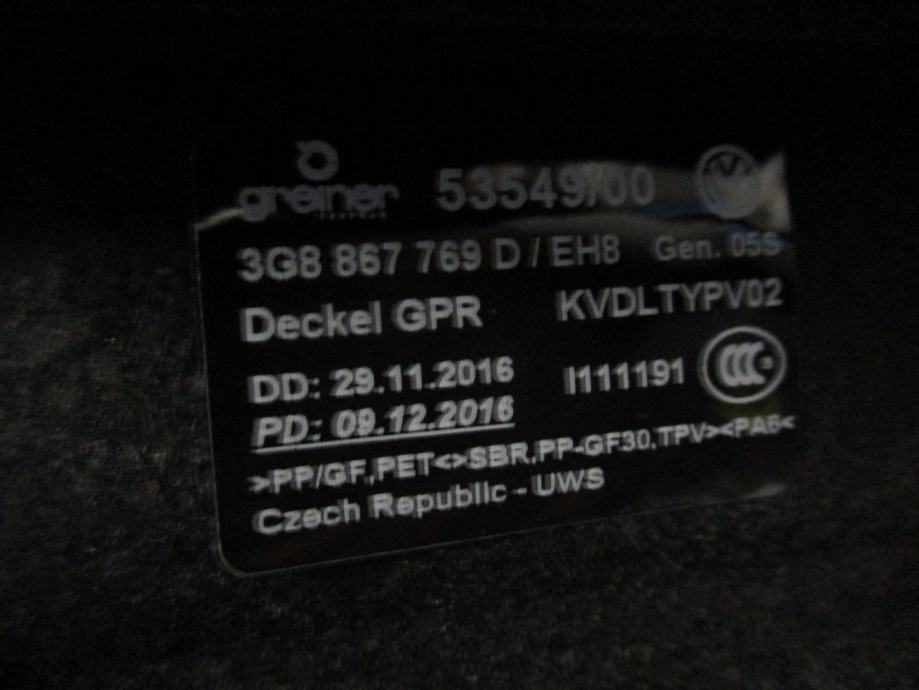 greiner 53549/00
3G8 867 769 D / EH8 Gen. 05S
Deckel GPR KVDLTYPV02
DD: 29.11.2016 I111191
PD: 09.12.2016
>PP/GF,PET<>SBR,PP-GF30,TPV><PA6<
Czech Republic - UWS